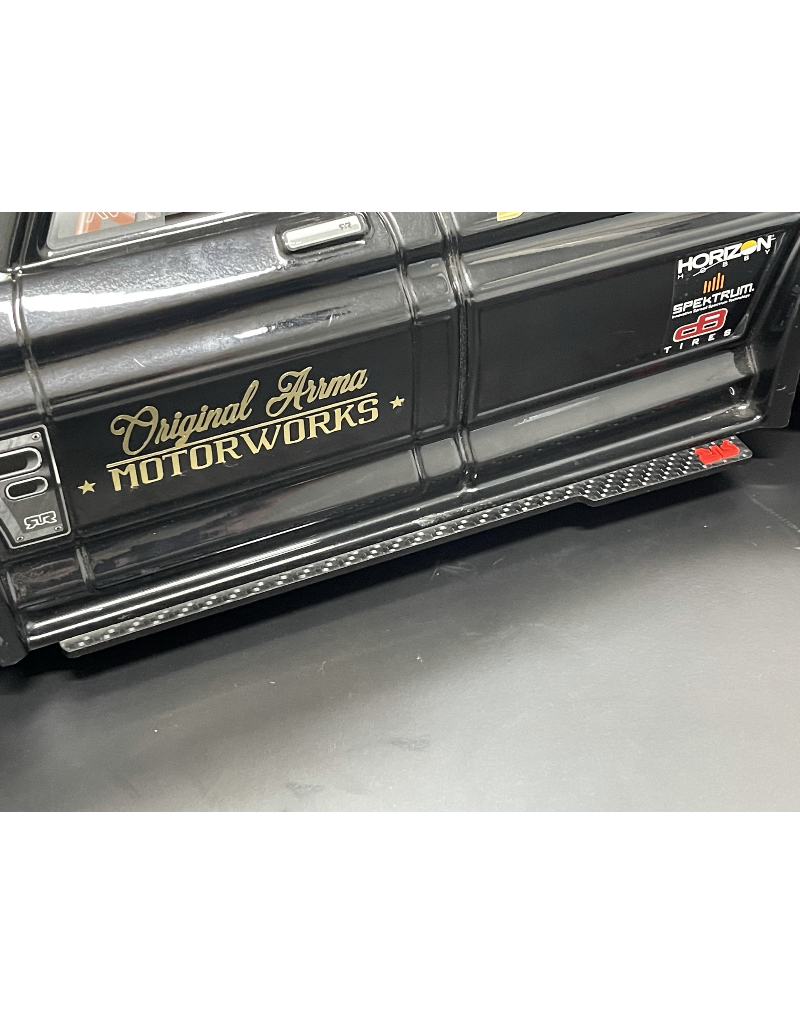 HORIZON
HOBBY
SPEKTRUM
Original Arrma
MOTORWORKS
dB
TIRES